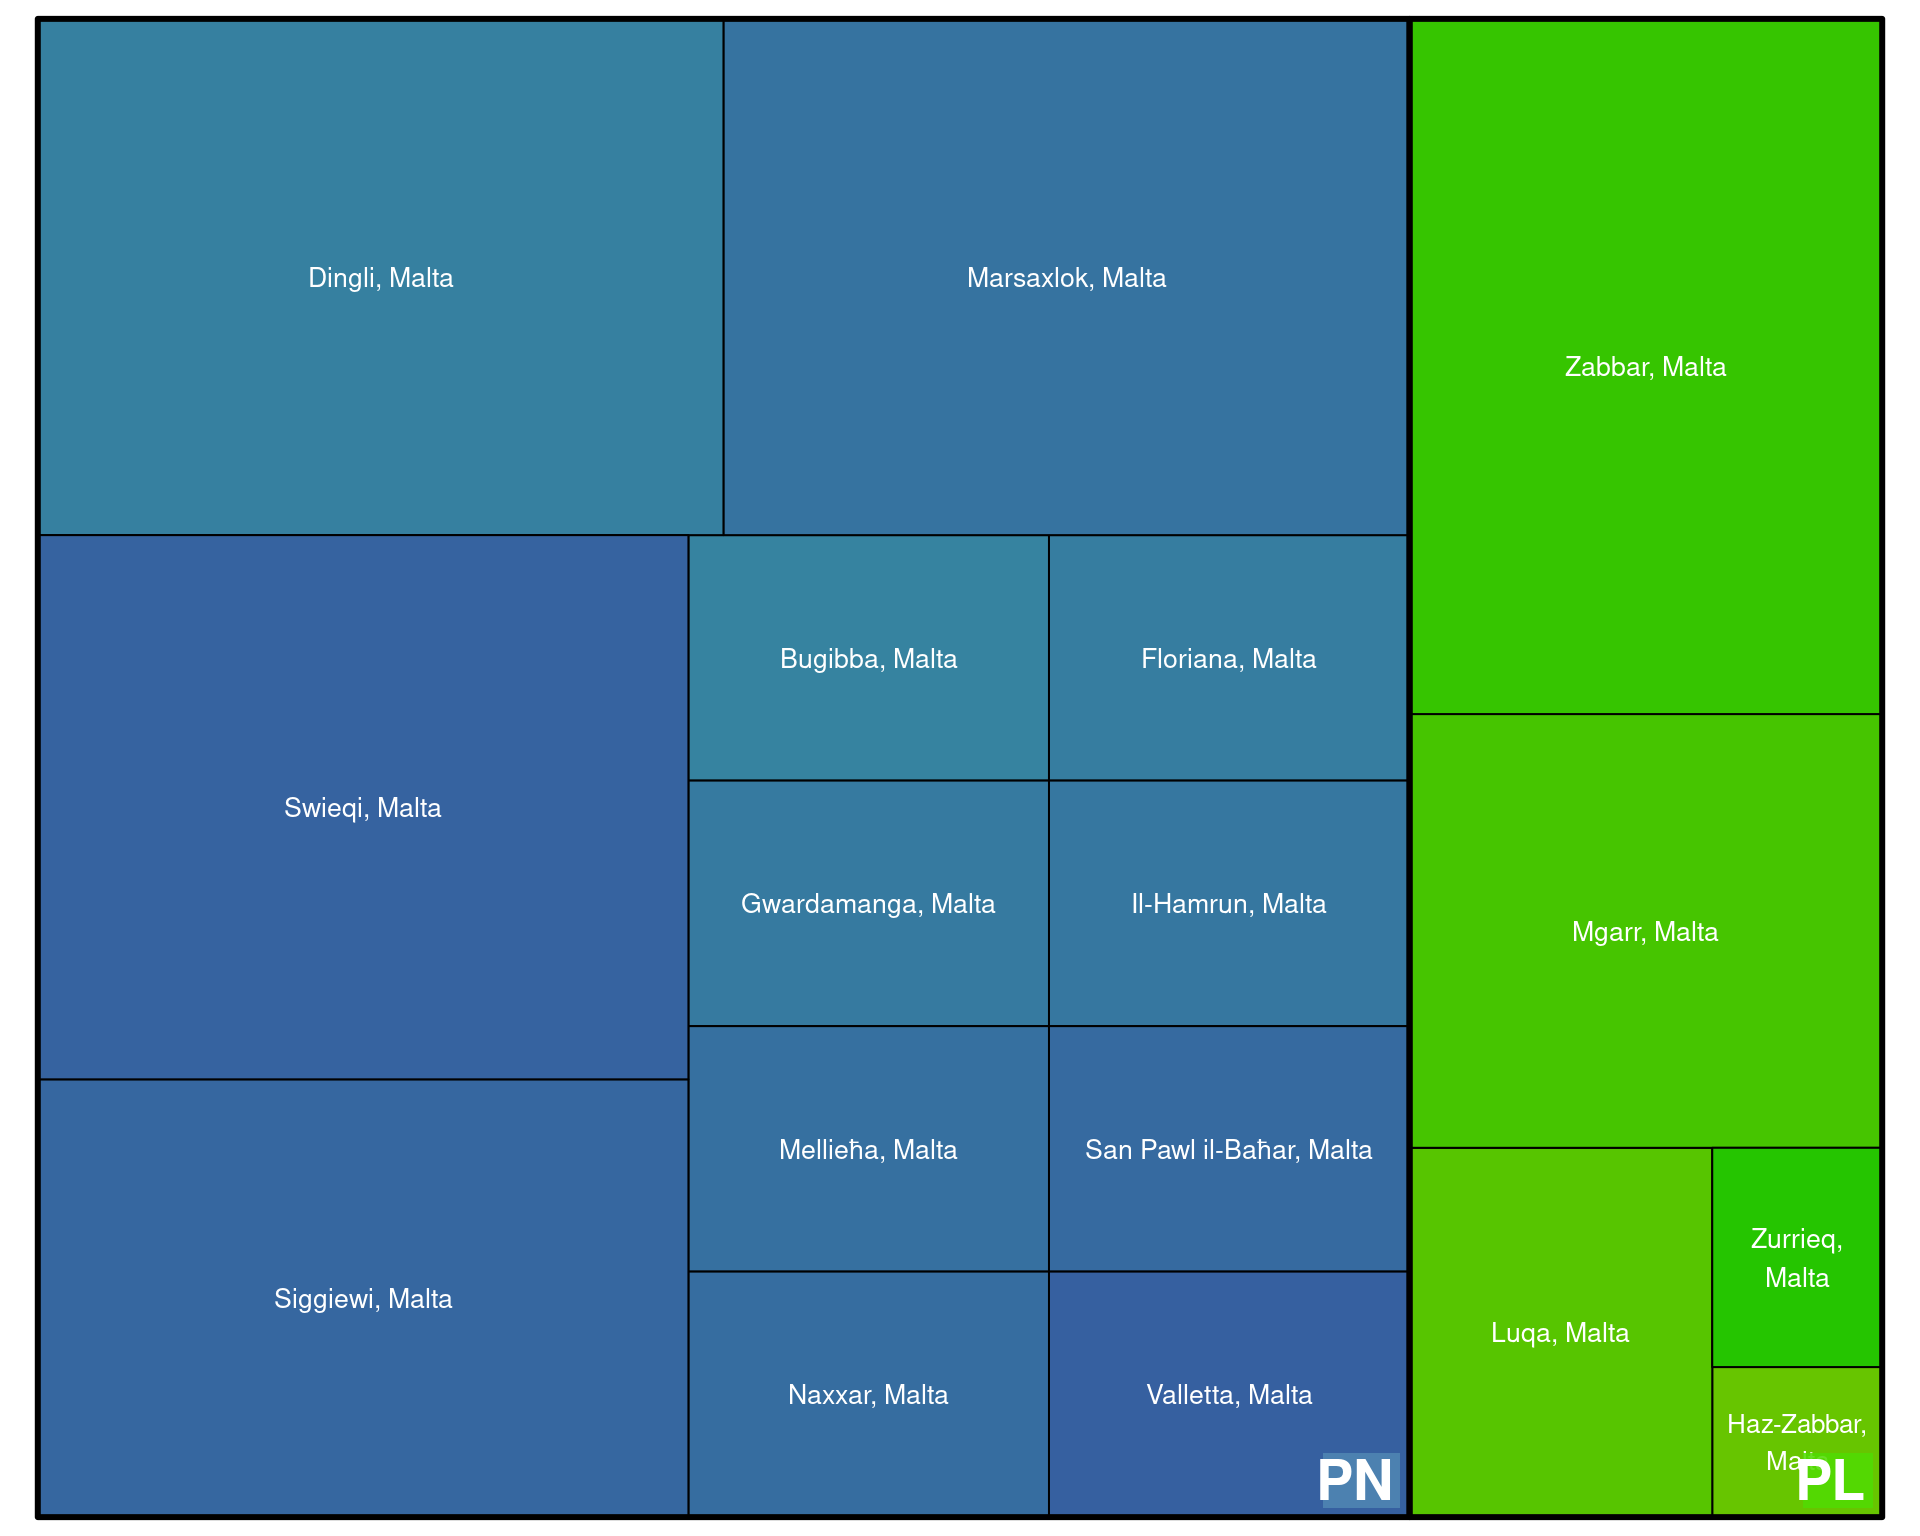 Dingli, Malta
Marsaxlok, Malta
Zabbar, Malta
Swieqi, Malta
Bugibba, Malta
Floriana, Malta
Gwardamanga, Malta
Il-Hamrun, Malta
Mgarr, Malta
Mellieħa, Malta
San Pawl il-Baħar, Malta
Siggiewi, Malta
Naxxar, Malta
Valletta, Malta
PN
Luqa, Malta
Zurrieq,
Malta
Haz-Zabbar,
Malta
PL